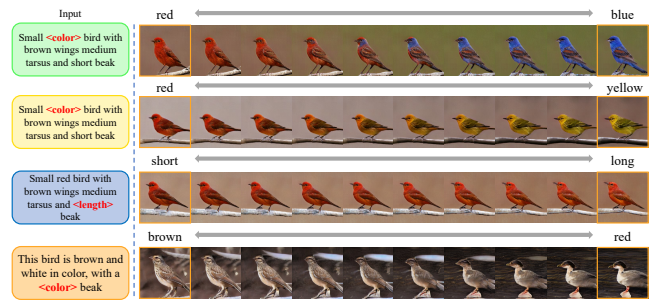 Input
red
blue
Small <color> bird with
brown wings medium
tarsus and short beak
red
yellow
Small <color> bird with
brown wings medium
tarsus and short beak
short
long
Small red bird with
brown wings medium
tarsus and <length>
beak
brown
red
This bird is brown and
white in color, with a
<color> beak